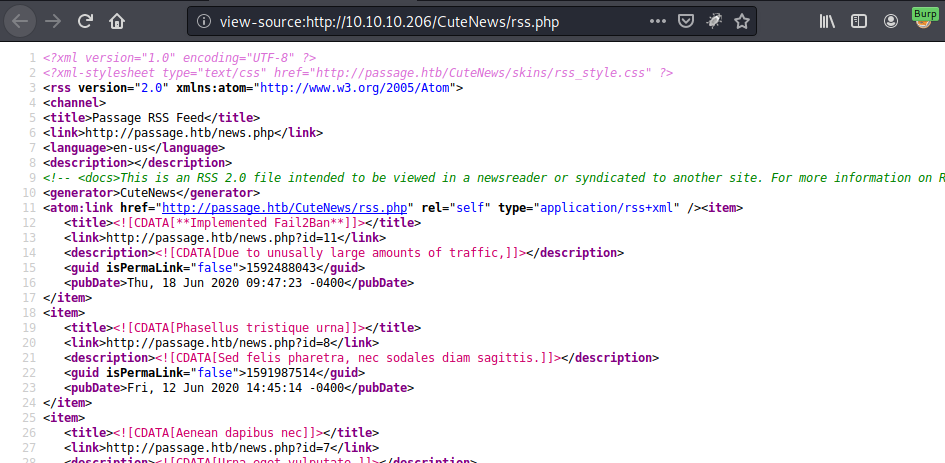 view-source:http://10.10.10.206/CuteNews/rss.php
Burp
1 <?xml version="1.0" encoding="UTF-8" ?>
2 <?xml-stylesheet type="text/css" href="http://passage.htb/CuteNews/skins/rss_style.css" ?>
3 <rss version="2.0" xmlns:atom="http://www.w3.org/2005/Atom">
4 <channel>
5 <title>Passage RSS Feed</title>
6 <link>http://passage.htb/news.php</link>
7 <language>en-us</language>
8 <description></description>
9 <!-- <docs>This is an RSS 2.0 file intended to be viewed in a newsreader or syndicated to another site. For more information on R
10 <generator>CuteNews</generator>
11 <atom:link href="http://passage.htb/CuteNews/rss.php" rel="self" type="application/rss+xml" /><item>
12 <title><![CDATA[**Implemented Fail2Ban**]]></title>
13 <link>http://passage.htb/news.php?id=11</link>
14 <description><![CDATA[Due to unusally large amounts of traffic,]]></description>
15 <guid isPermaLink="false">1592488043</guid>
16 <pubDate>Thu, 18 Jun 2020 09:47:23 -0400</pubDate>
17 </item>
18 <item>
19 <title><![CDATA[Phasellus tristique urna]]></title>
20 <link>http://passage.htb/news.php?id=8</link>
21 <description><![CDATA[Sed felis pharetra, nec sodales diam sagittis.]]></description>
22 <guid isPermaLink="false">1591987514</guid>
23 <pubDate>Fri, 12 Jun 2020 14:45:14 -0400</pubDate>
24 </item>
25 <item>
26 <title><![CDATA[Aenean dapibus nec]]></title>
27 <link>http://passage.htb/news.php?id=7</link>
28 <description><![CDATA[Urna eget vulputate.]]></description>